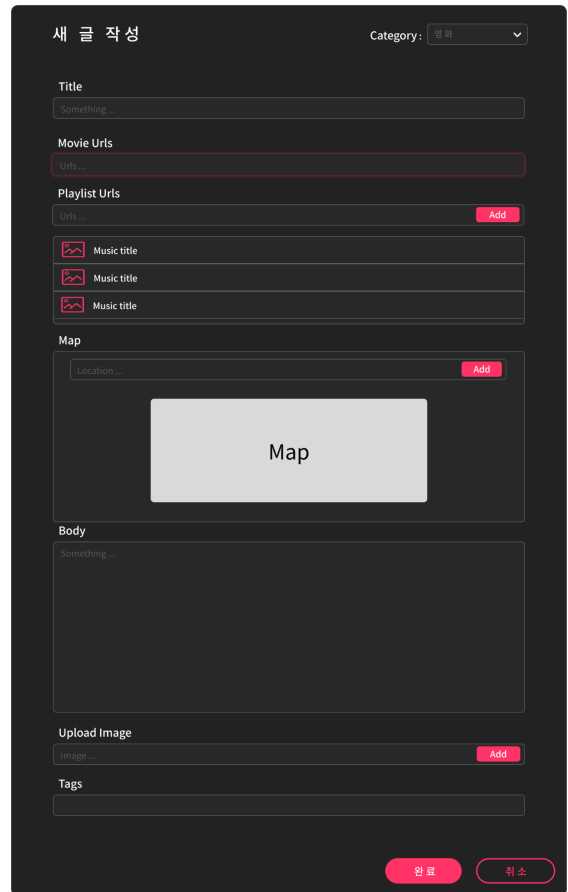 새 글 작성
Category : 영화
Title
Something ...
Movie Urls
Urls ...
Playlist Urls
Urls ... Add
Music title
Music title
Music title
Map
Location ... Add
Map
Body
Something ...
Upload Image
Image ... Add
Tags
완료 취소